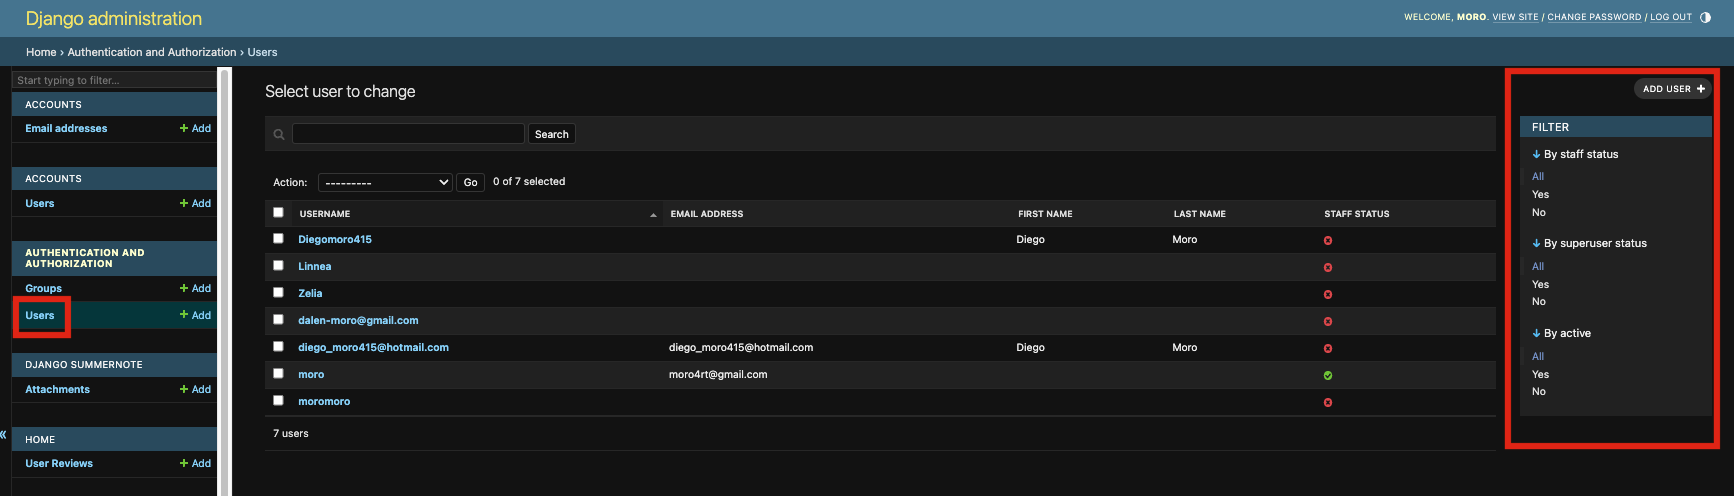 Django administration
WELCOME, MORO. VIEW SITE / CHANGE PASSWORD / LOG OUT
Home › Authentication and Authorization › Users
Start typing to filter...
ACCOUNTS
Email addresses + Add
ACCOUNTS
Users + Add
AUTHENTICATION AND
AUTHORIZATION
Groups + Add
Users + Add
DJANGO SUMMERNOTE
Attachments + Add
HOME
User Reviews + Add
«
Select user to change
Search
Action: --------- Go 0 of 7 selected
USERNAME EMAIL ADDRESS FIRST NAME LAST NAME STAFF STATUS
Diegomoro415 Diego Moro
Linnea
Zelia
dalen-moro@gmail.com
diego_moro415@hotmail.com diego_moro415@hotmail.com Diego Moro
moro moro4rt@gmail.com
moromoro
7 users
ADD USER +
FILTER
↓ By staff status
All
Yes
No
↓ By superuser status
All
Yes
No
↓ By active
All
Yes
No